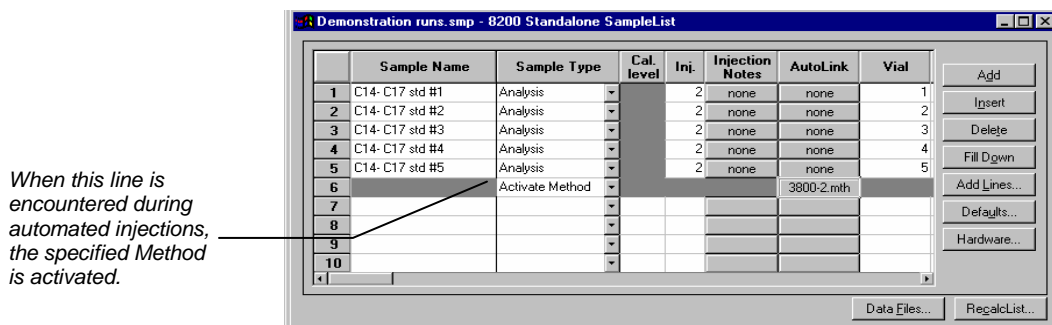 Demonstration runs.smp - 8200 Standalone SampleList
Sample Name Sample Type Cal. level Inj. Injection Notes AutoLink Vial
1 C14- C17 std #1 Analysis 2 none none 1
2 C14- C17 std #2 Analysis 2 none none 2
3 C14- C17 std #3 Analysis 2 none none 3
4 C14- C17 std #4 Analysis 2 none none 4
5 C14- C17 std #5 Analysis 2 none none 5
6 Activate Method 3800-2.mth
7
8
9
10
Add
Insert
Delete
Fill Down
Add Lines...
Defaults...
Hardware...
Data Files...
RecalcList...
When this line is
encountered during
automated injections,
the specified Method
is activated.